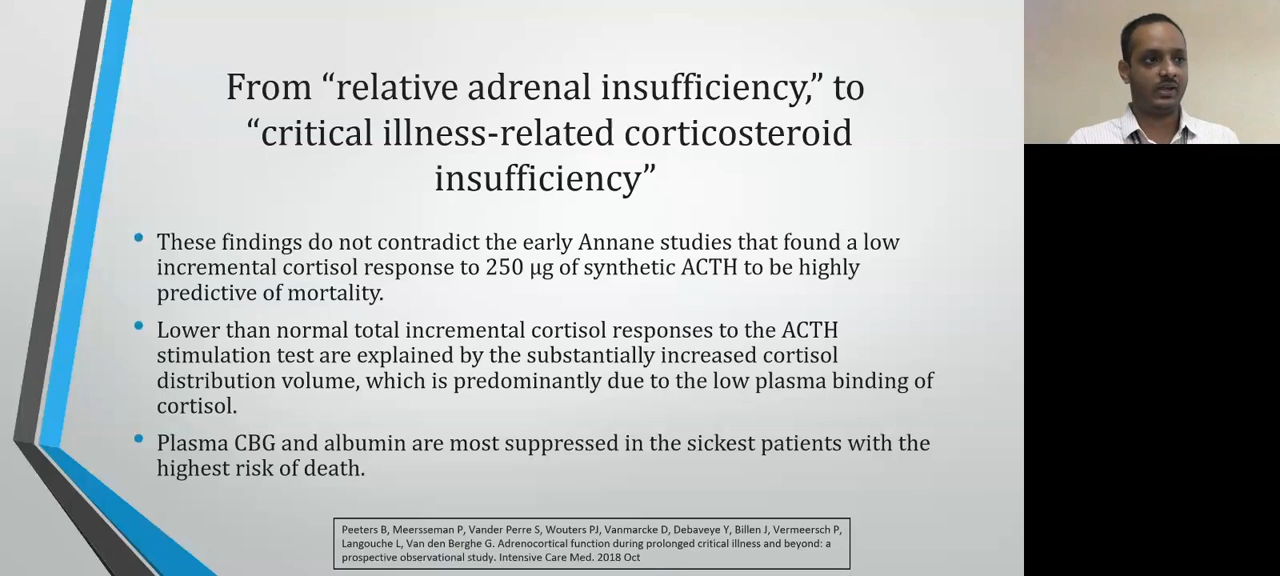 From “relative adrenal insufficiency,” to
“critical illness-related corticosteroid
insufficiency”
• These findings do not contradict the early Annane studies that found a low
incremental cortisol response to 250 μg of synthetic ACTH to be highly
predictive of mortality.
• Lower than normal total incremental cortisol responses to the ACTH
stimulation test are explained by the substantially increased cortisol
distribution volume, which is predominantly due to the low plasma binding of
cortisol.
• Plasma CBG and albumin are most suppressed in the sickest patients with the
highest risk of death.
Peeters B, Meersseman P, Vander Perre S, Wouters PJ, Vanmarcke D, Debaveye Y, Billen J, Vermeersch P,
Langouche L, Van den Berghe G. Adrenocortical function during prolonged critical illness and beyond: a
prospective observational study. Intensive Care Med. 2018 Oct